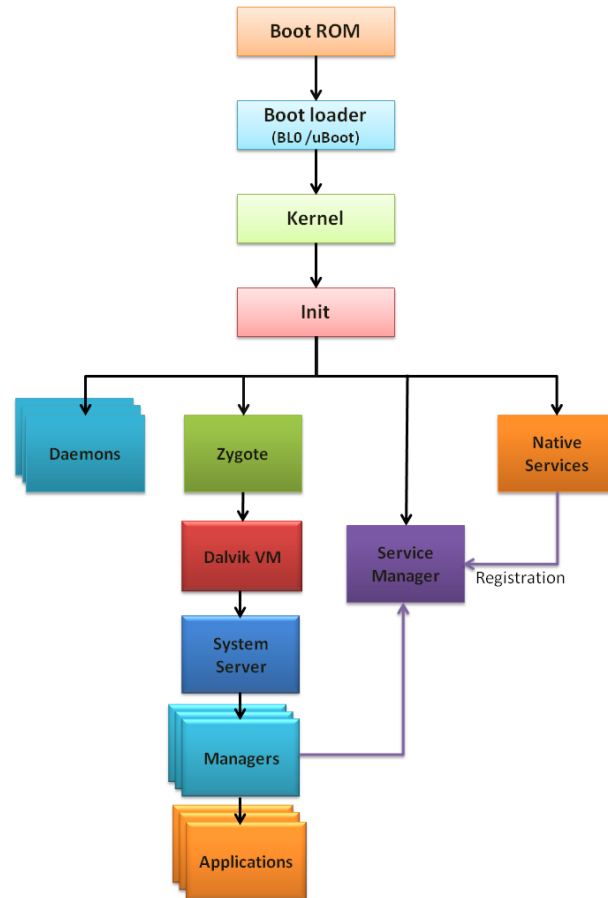 Boot ROM
Boot loader
(BL0 /uBoot)
Kernel
Init
Daemons
Zygote
Native
Services
Dalvik VM
Service
Manager
Registration
System
Server
Managers
Applications